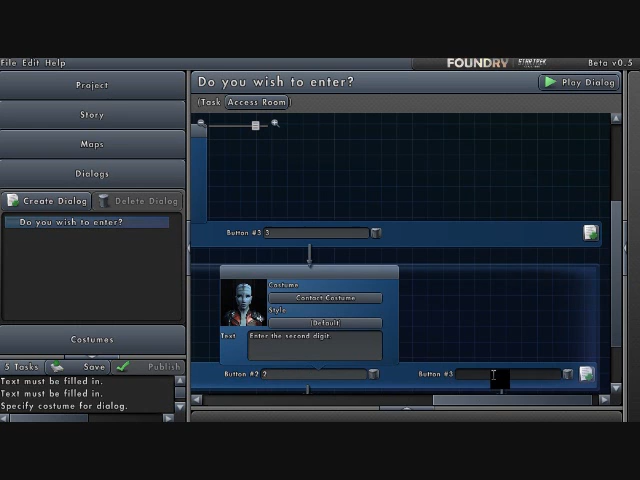 File Edit Help
FOUNDRY STAR TREK
Beta v0.5
Project
Story
Maps
Dialogs
Create Dialog
Delete Dialog
Do you wish to enter?
Costumes
5 Tasks
Save
Publish
Text must be filled in.
Text must be filled in.
Specify costume for dialog.
Do you wish to enter?
Play Dialog
(Task Access Room)
Button #3 3
Costume
Contact Costume
Style
(Default)
Text
Enter the second digit.
Button #2 2
Button #3